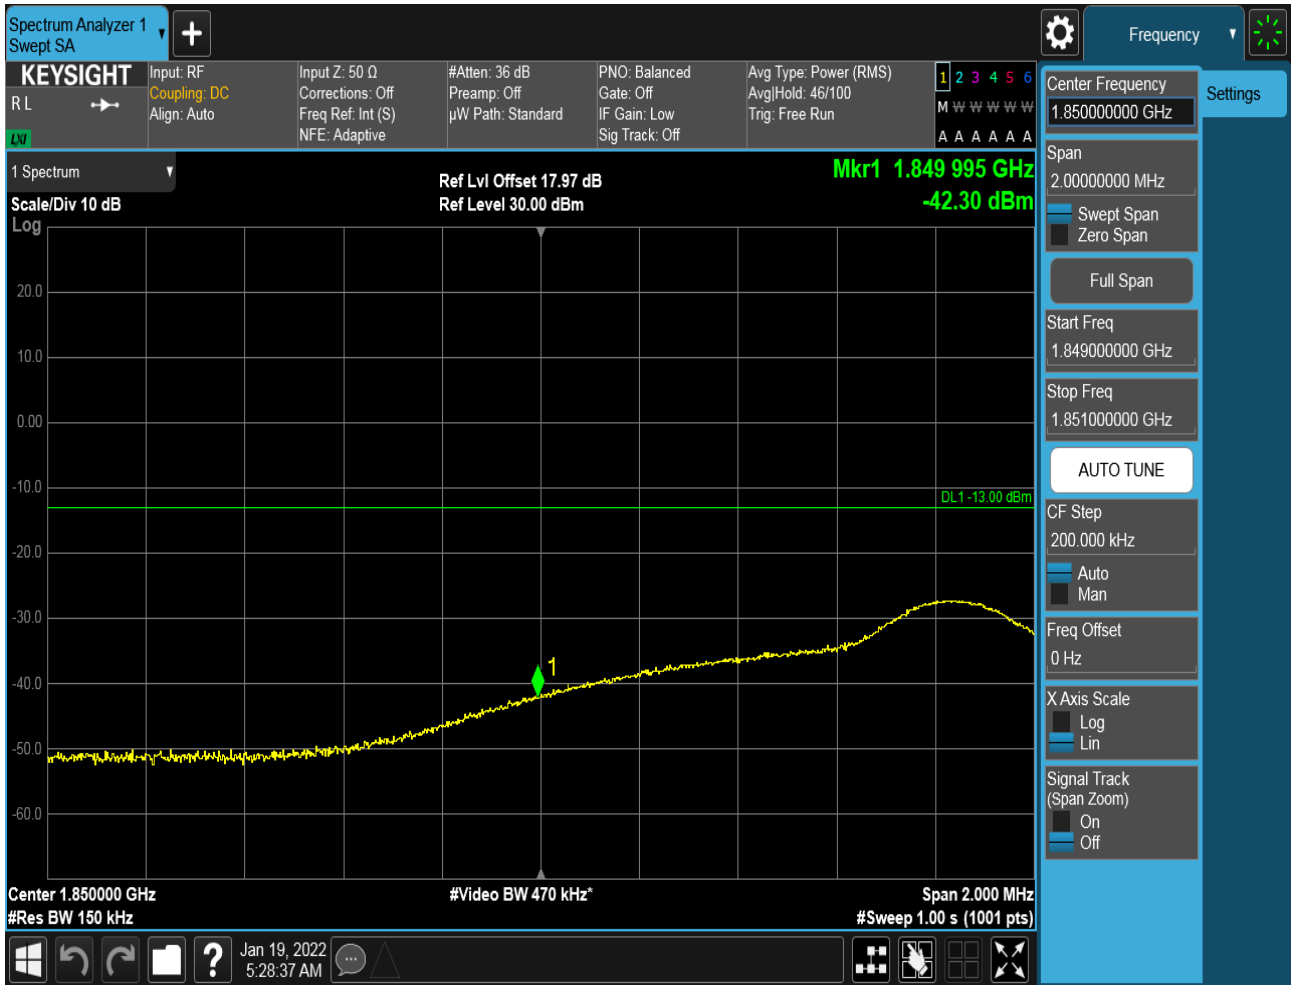 Spectrum Analyzer 1
Swept SA
Frequency
KEYSIGHT
R L
LXI
Input: RF
Coupling: DC
Align: Auto
Input Z: 50 Ω
Corrections: Off
Freq Ref: Int (S)
NFE: Adaptive
#Atten: 36 dB
Preamp: Off
µW Path: Standard
PNO: Balanced
Gate: Off
IF Gain: Low
Sig Track: Off
Avg Type: Power (RMS)
Avg|Hold: 46/100
Trig: Free Run
1 2 3 4 5 6
M W W W W W
A A A A A A
1 Spectrum
Scale/Div 10 dB
Log
Ref Lvl Offset 17.97 dB
Ref Level 30.00 dBm
Mkr1 1.849 995 GHz
-42.30 dBm
20.0
10.0
0.00
-10.0
-20.0
-30.0
-40.0
-50.0
-60.0
DL1 -13.00 dBm
1
Center 1.850000 GHz
#Res BW 150 kHz
#Video BW 470 kHz*
Span 2.000 MHz
#Sweep 1.00 s (1001 pts)
Jan 19, 2022
5:28:37 AM
?
Center Frequency
1.850000000 GHz
Settings
Span
2.00000000 MHz
Swept Span
Zero Span
Full Span
Start Freq
1.849000000 GHz
Stop Freq
1.851000000 GHz
AUTO TUNE
CF Step
200.000 kHz
Auto
Man
Freq Offset
0 Hz
X Axis Scale
Log
Lin
Signal Track
(Span Zoom)
On
Off